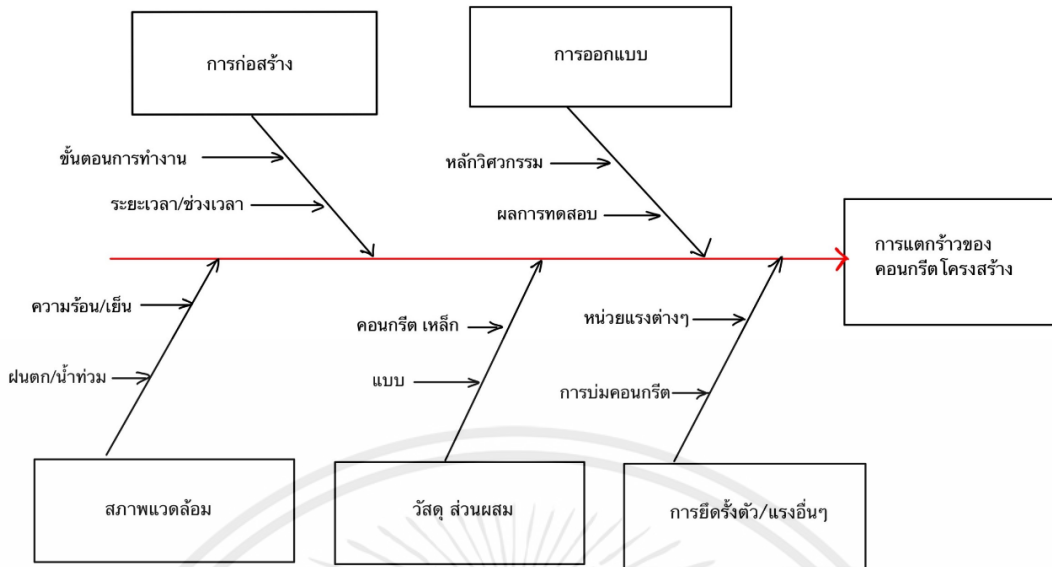 การก่อสร้าง
การออกแบบ
ขั้นตอนการทำงาน
ระยะเวลา/ช่วงเวลา
หลักวิศวกรรม
ผลการทดสอบ
การแตกร้าวของ
คอนกรีตโครงสร้าง
ความร้อน/เย็น
ฝนตก/น้ำท่วม
คอนกรีต เหล็ก
แบบ
หน่วยแรงต่างๆ
การบ่มคอนกรีต
สภาพแวดล้อม
วัสดุ ส่วนผสม
การยึดรั้งตัว/แรงอื่นๆ